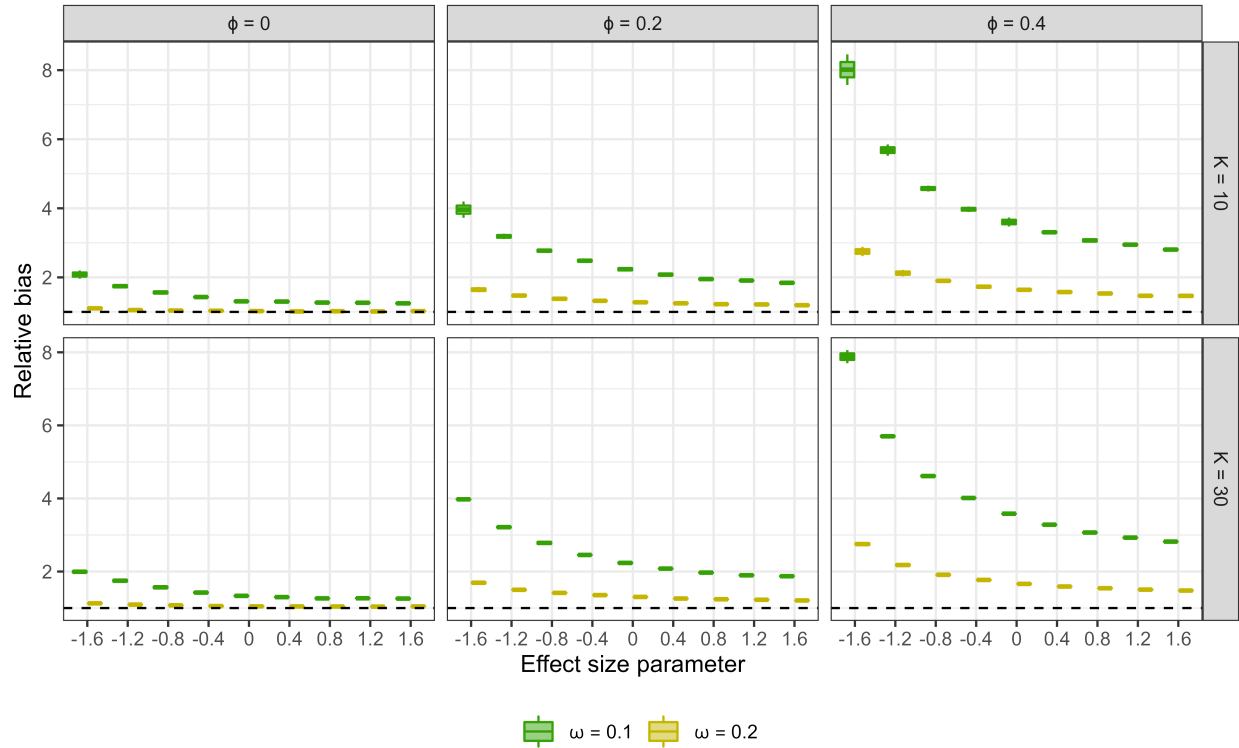 ϕ = 0 ϕ = 0.2 ϕ = 0.4
8
6
4
2
K = 10
Relative bias
8
6
4
2
K = 30
-1.6 -1.2 -0.8 -0.4 0 0.4 0.8 1.2 1.6 -1.6 -1.2 -0.8 -0.4 0 0.4 0.8 1.2 1.6 -1.6 -1.2 -0.8 -0.4 0 0.4 0.8 1.2 1.6
Effect size parameter
ω = 0.1 ω = 0.2